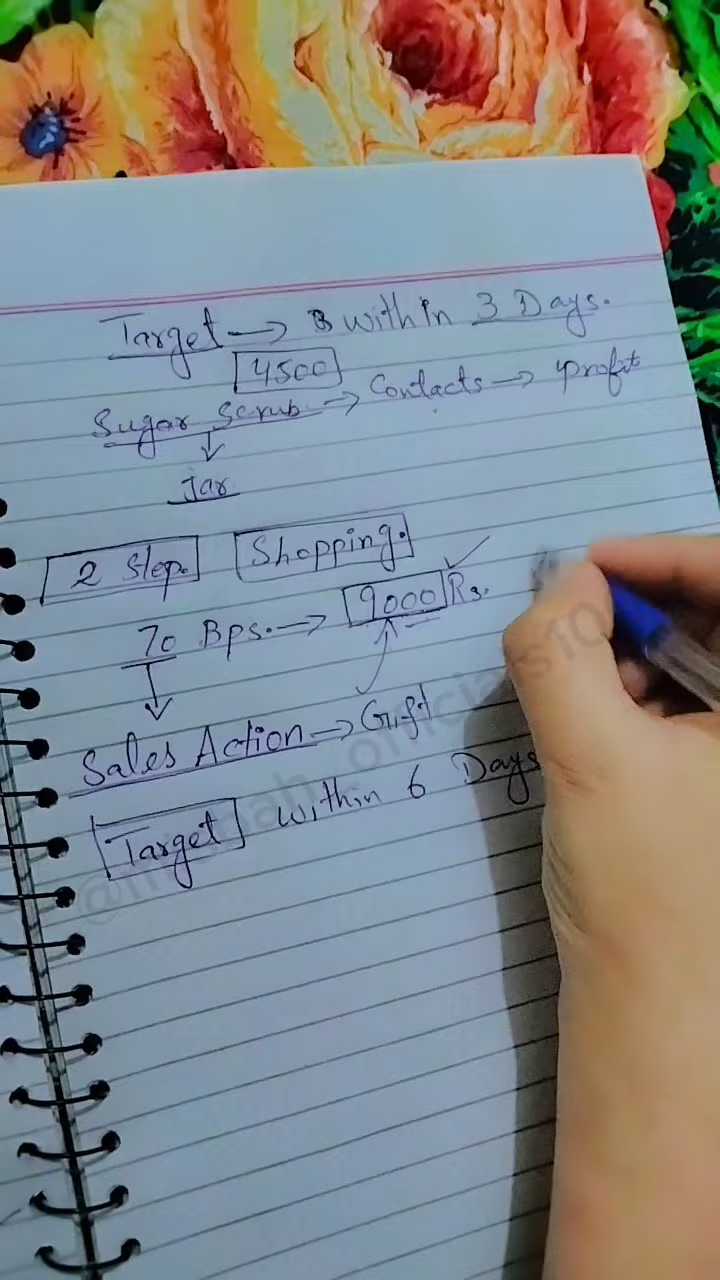 Target → within 3 Days.
4500
Sugar Scrub → Contacts → Profit
↓
Jar
2 Step. Shopping.
70 Bps. → 9000 Rs.
↓
Sales Action → Gift
Target within 6 Days